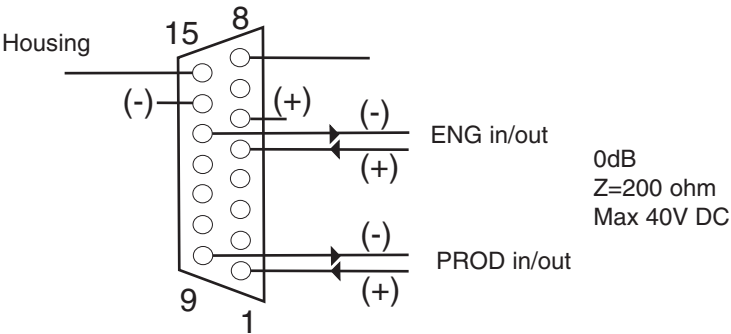 8
15
Housing
(-)
(+)
(-)
ENG in/out
(+)
0dB
Z=200 ohm
Max 40V DC
(-)
PROD in/out
(+)
9
1